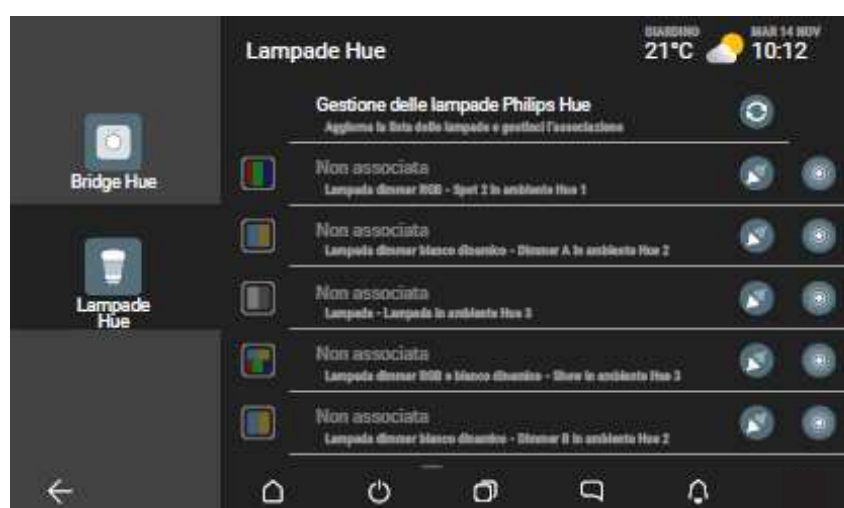 Lampade Hue
GIARDINO
21°C
MAR 14 NOV
10:12
Bridge Hue
Lampade
Hue
Gestione delle lampade Philips Hue
Aggiorna la lista delle lampade e gestisci l'associazione
Non associata
Lampada dimmer RGB - Spot 2 in ambiente Hue 1
Non associata
Lampada dimmer bianco dinamico - Dimmer A in ambiente Hue 2
Non associata
Lampada - Lampada in ambiente Hue 3
Non associata
Lampada dimmer RGB e bianco dinamico - Show in ambiente Hue 3
Non associata
Lampada dimmer bianco dinamico - Dimmer B in ambiente Hue 2